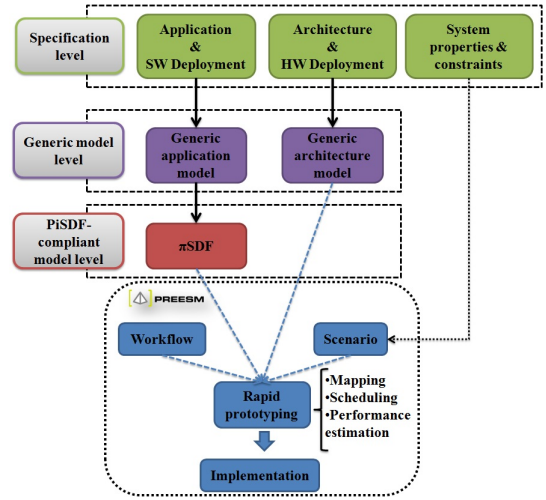 Specification
level
Application
&
SW Deployment
Architecture
&
HW Deployment
System
properties &
constraints
Generic model
level
Generic
application
model
Generic
architecture
model
PiSDF-
compliant
model level
πSDF
PREESM
Workflow
Scenario
Rapid
prototyping
•Mapping
•Scheduling
•Performance
estimation
Implementation